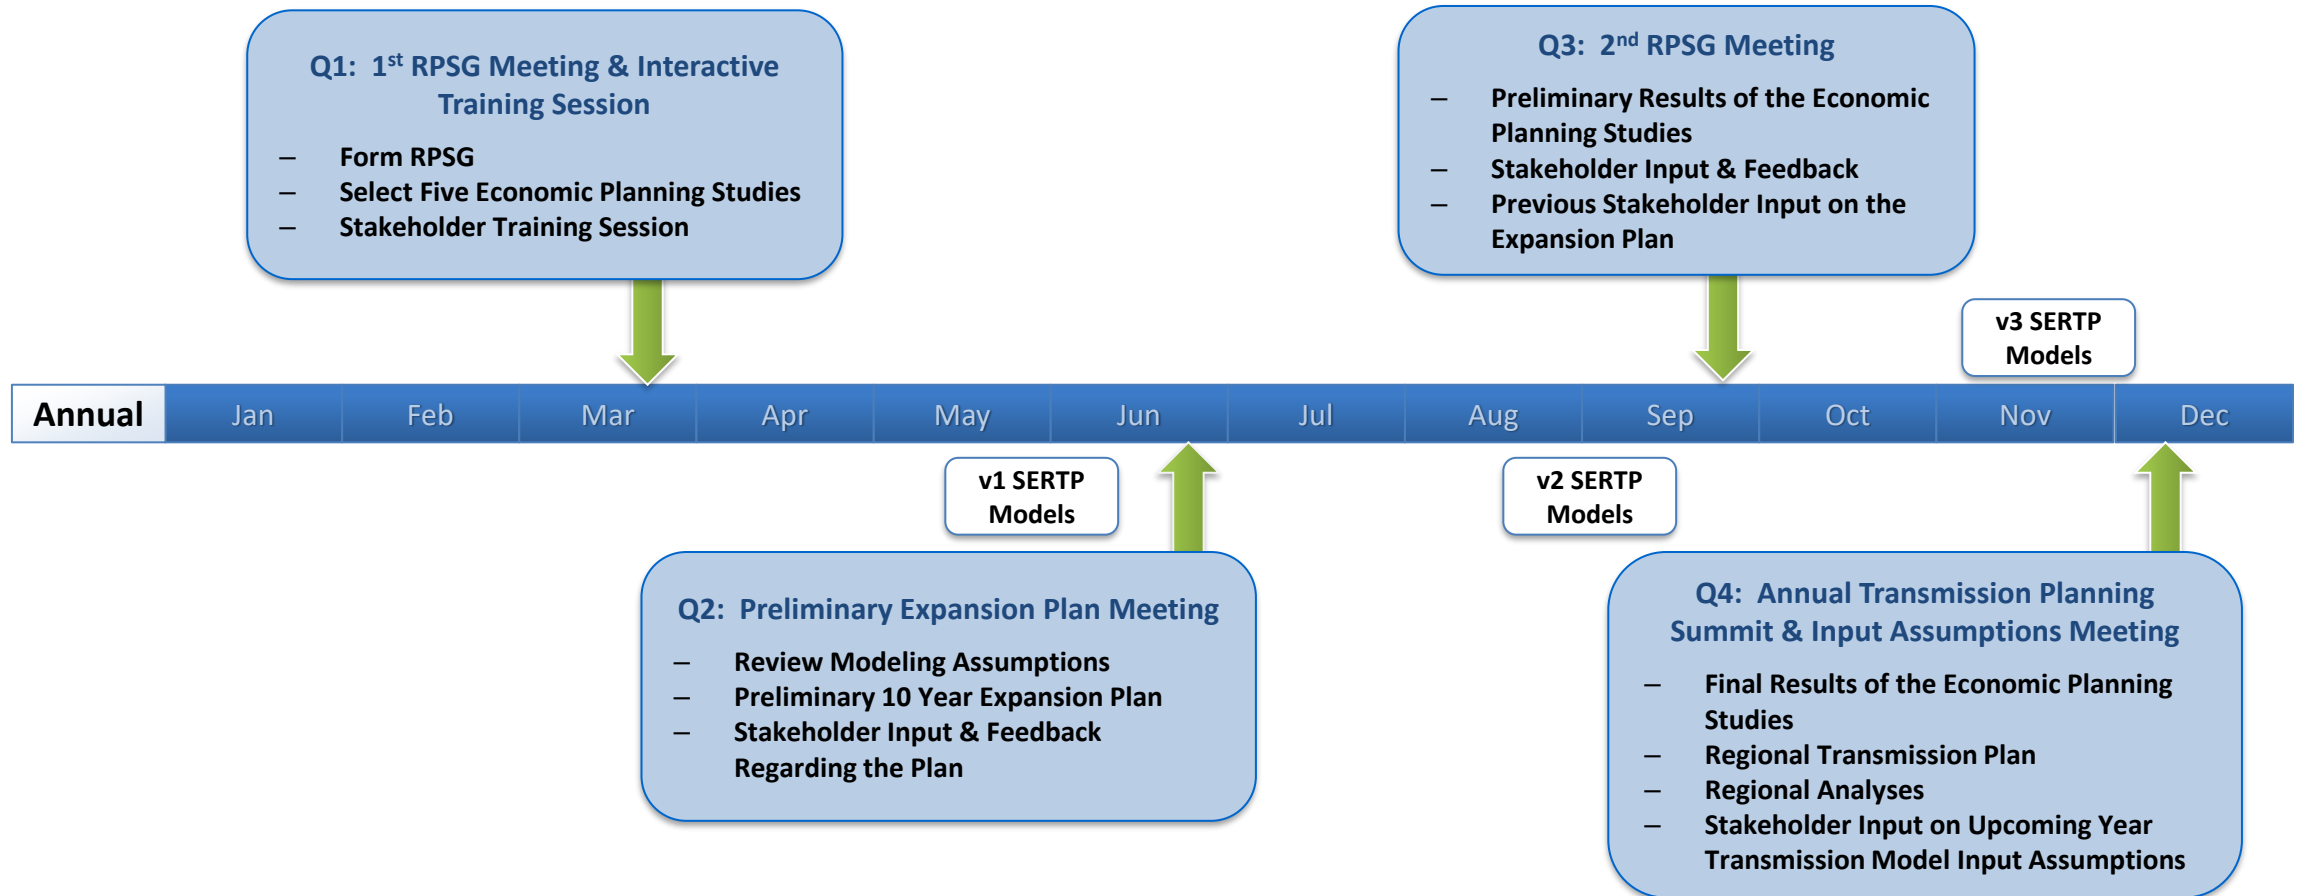 Q1: 1st RPSG Meeting & Interactive
Training Session
– Form RPSG
– Select Five Economic Planning Studies
– Stakeholder Training Session
Q3: 2nd RPSG Meeting
– Preliminary Results of the Economic
Planning Studies
– Stakeholder Input & Feedback
– Previous Stakeholder Input on the
Expansion Plan
v3 SERTP
Models
Annual Jan Feb Mar Apr May Jun Jul Aug Sep Oct Nov Dec
v1 SERTP
Models
v2 SERTP
Models
Q2: Preliminary Expansion Plan Meeting
– Review Modeling Assumptions
– Preliminary 10 Year Expansion Plan
– Stakeholder Input & Feedback
Regarding the Plan
Q4: Annual Transmission Planning
Summit & Input Assumptions Meeting
– Final Results of the Economic Planning
Studies
– Regional Transmission Plan
– Regional Analyses
– Stakeholder Input on Upcoming Year
Transmission Model Input Assumptions